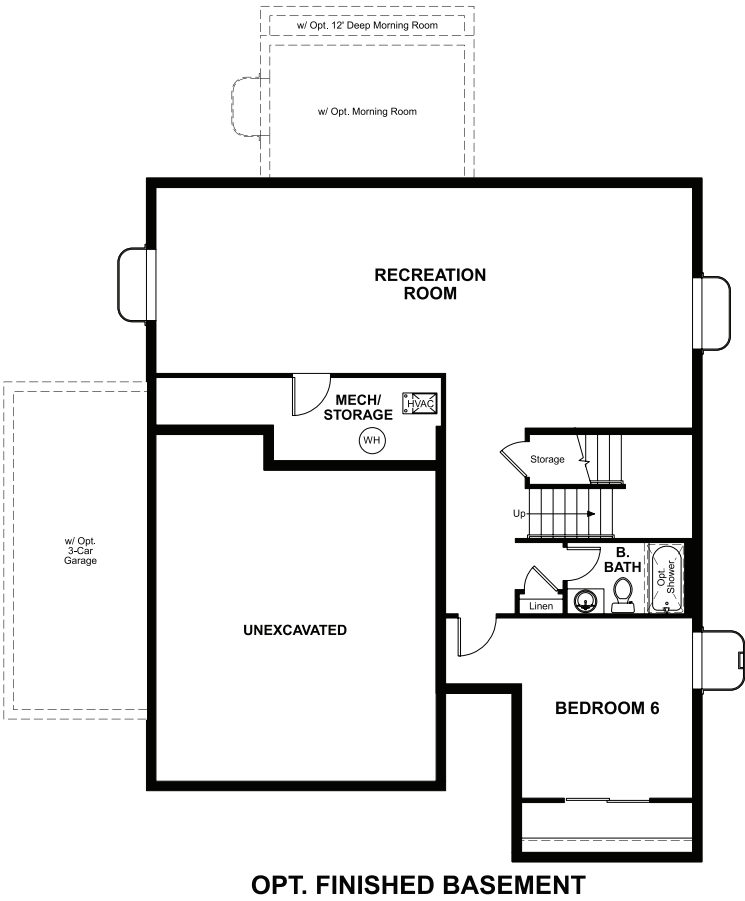 w/ Opt. 12' Deep Morning Room
w/ Opt. Morning Room
RECREATION
ROOM
MECH/
STORAGE
HVAC
WH
Storage
w/ Opt.
3-Car
Garage
Up
B.
BATH
Opt.
Shower
Linen
UNEXCAVATED
BEDROOM 6
OPT. FINISHED BASEMENT